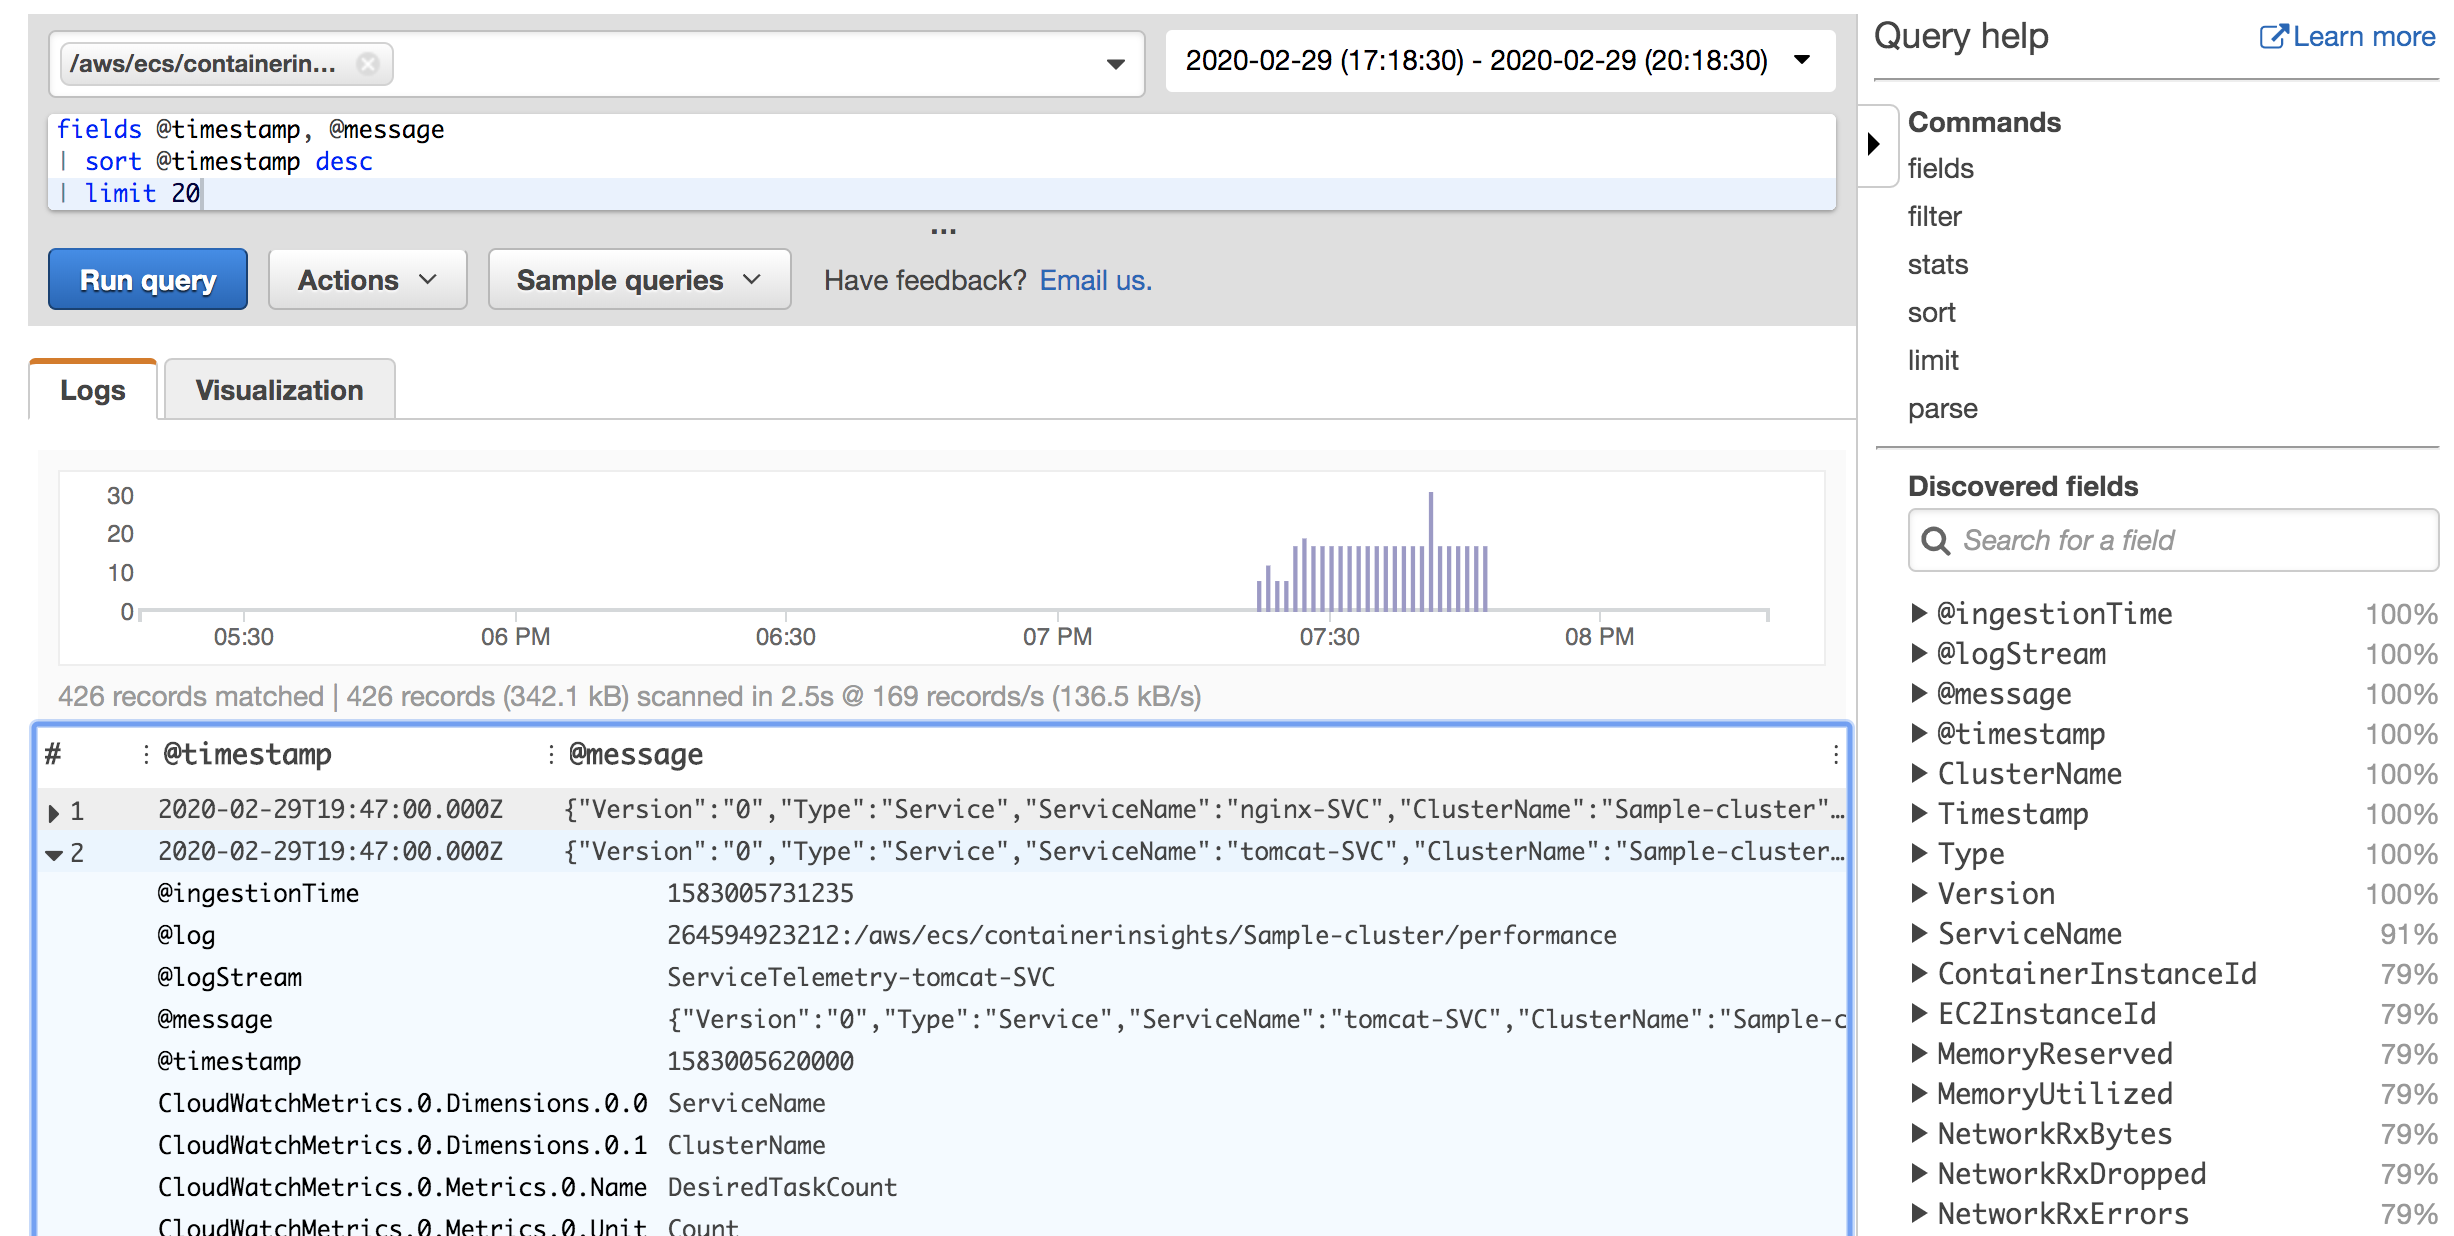 /aws/ecs/containerin...
2020-02-29 (17:18:30) - 2020-02-29 (20:18:30)
fields @timestamp, @message
| sort @timestamp desc
| limit 20
...
Run query
Actions
Sample queries
Have feedback? Email us.
Logs
Visualization
30
20
10
0
05:30
06 PM
06:30
07 PM
07:30
08 PM
426 records matched | 426 records (342.1 kB) scanned in 2.5s @ 169 records/s (136.5 kB/s)
# @timestamp @message
1 2020-02-29T19:47:00.000Z {"Version":"0","Type":"Service","ServiceName":"nginx-SVC","ClusterName":"Sample-cluster"...
2 2020-02-29T19:47:00.000Z {"Version":"0","Type":"Service","ServiceName":"tomcat-SVC","ClusterName":"Sample-cluster...
@ingestionTime 1583005731235
@log 264594923212:/aws/ecs/containerinsights/Sample-cluster/performance
@logStream ServiceTelemetry-tomcat-SVC
@message {"Version":"0","Type":"Service","ServiceName":"tomcat-SVC","ClusterName":"Sample-c
@timestamp 1583005620000
CloudWatchMetrics.0.Dimensions.0.0 ServiceName
CloudWatchMetrics.0.Dimensions.0.1 ClusterName
CloudWatchMetrics.0.Metrics.0.Name DesiredTaskCount
CloudWatchMetrics.0.Metrics.0.Unit Count
Query help
Learn more
Commands
fields
filter
stats
sort
limit
parse
Discovered fields
Search for a field
@ingestionTime 100%
@logStream 100%
@message 100%
@timestamp 100%
ClusterName 100%
Timestamp 100%
Type 100%
Version 100%
ServiceName 91%
ContainerInstanceId 79%
EC2InstanceId 79%
MemoryReserved 79%
MemoryUtilized 79%
NetworkRxBytes 79%
NetworkRxDropped 79%
NetworkRxErrors 79%